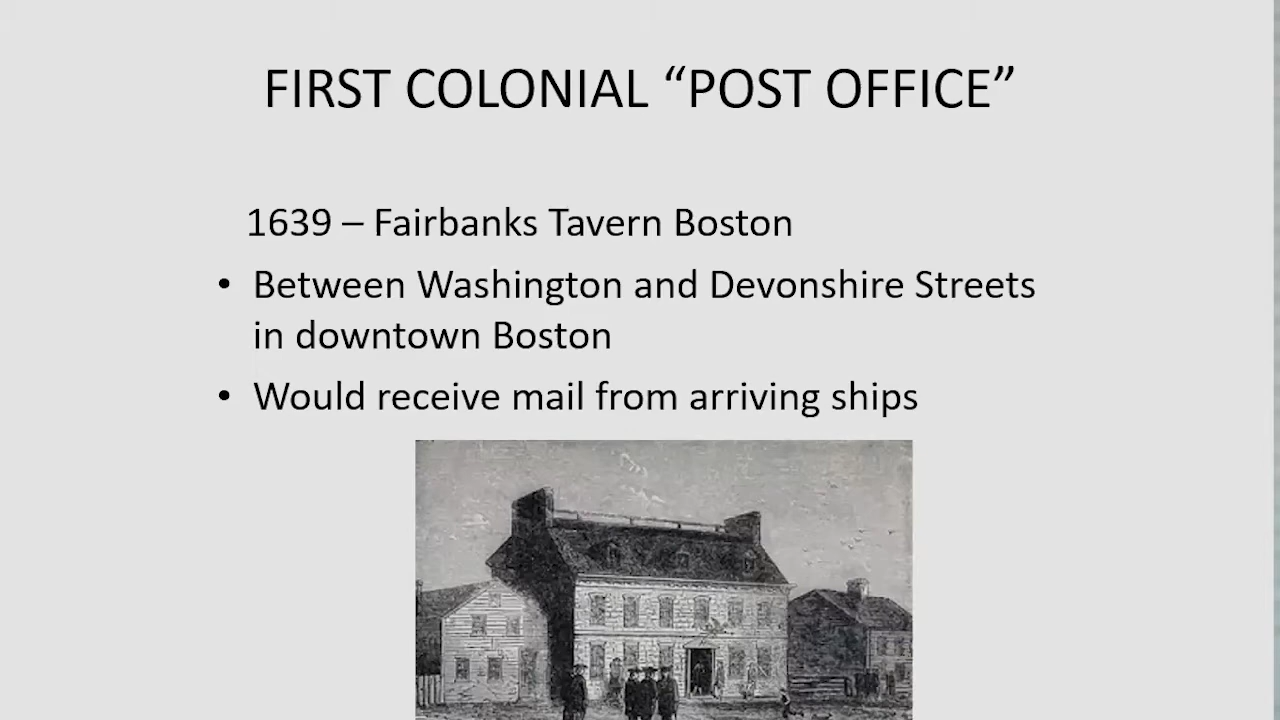 FIRST COLONIAL “POST OFFICE”
1639 – Fairbanks Tavern Boston
• Between Washington and Devonshire Streets
in downtown Boston
• Would receive mail from arriving ships